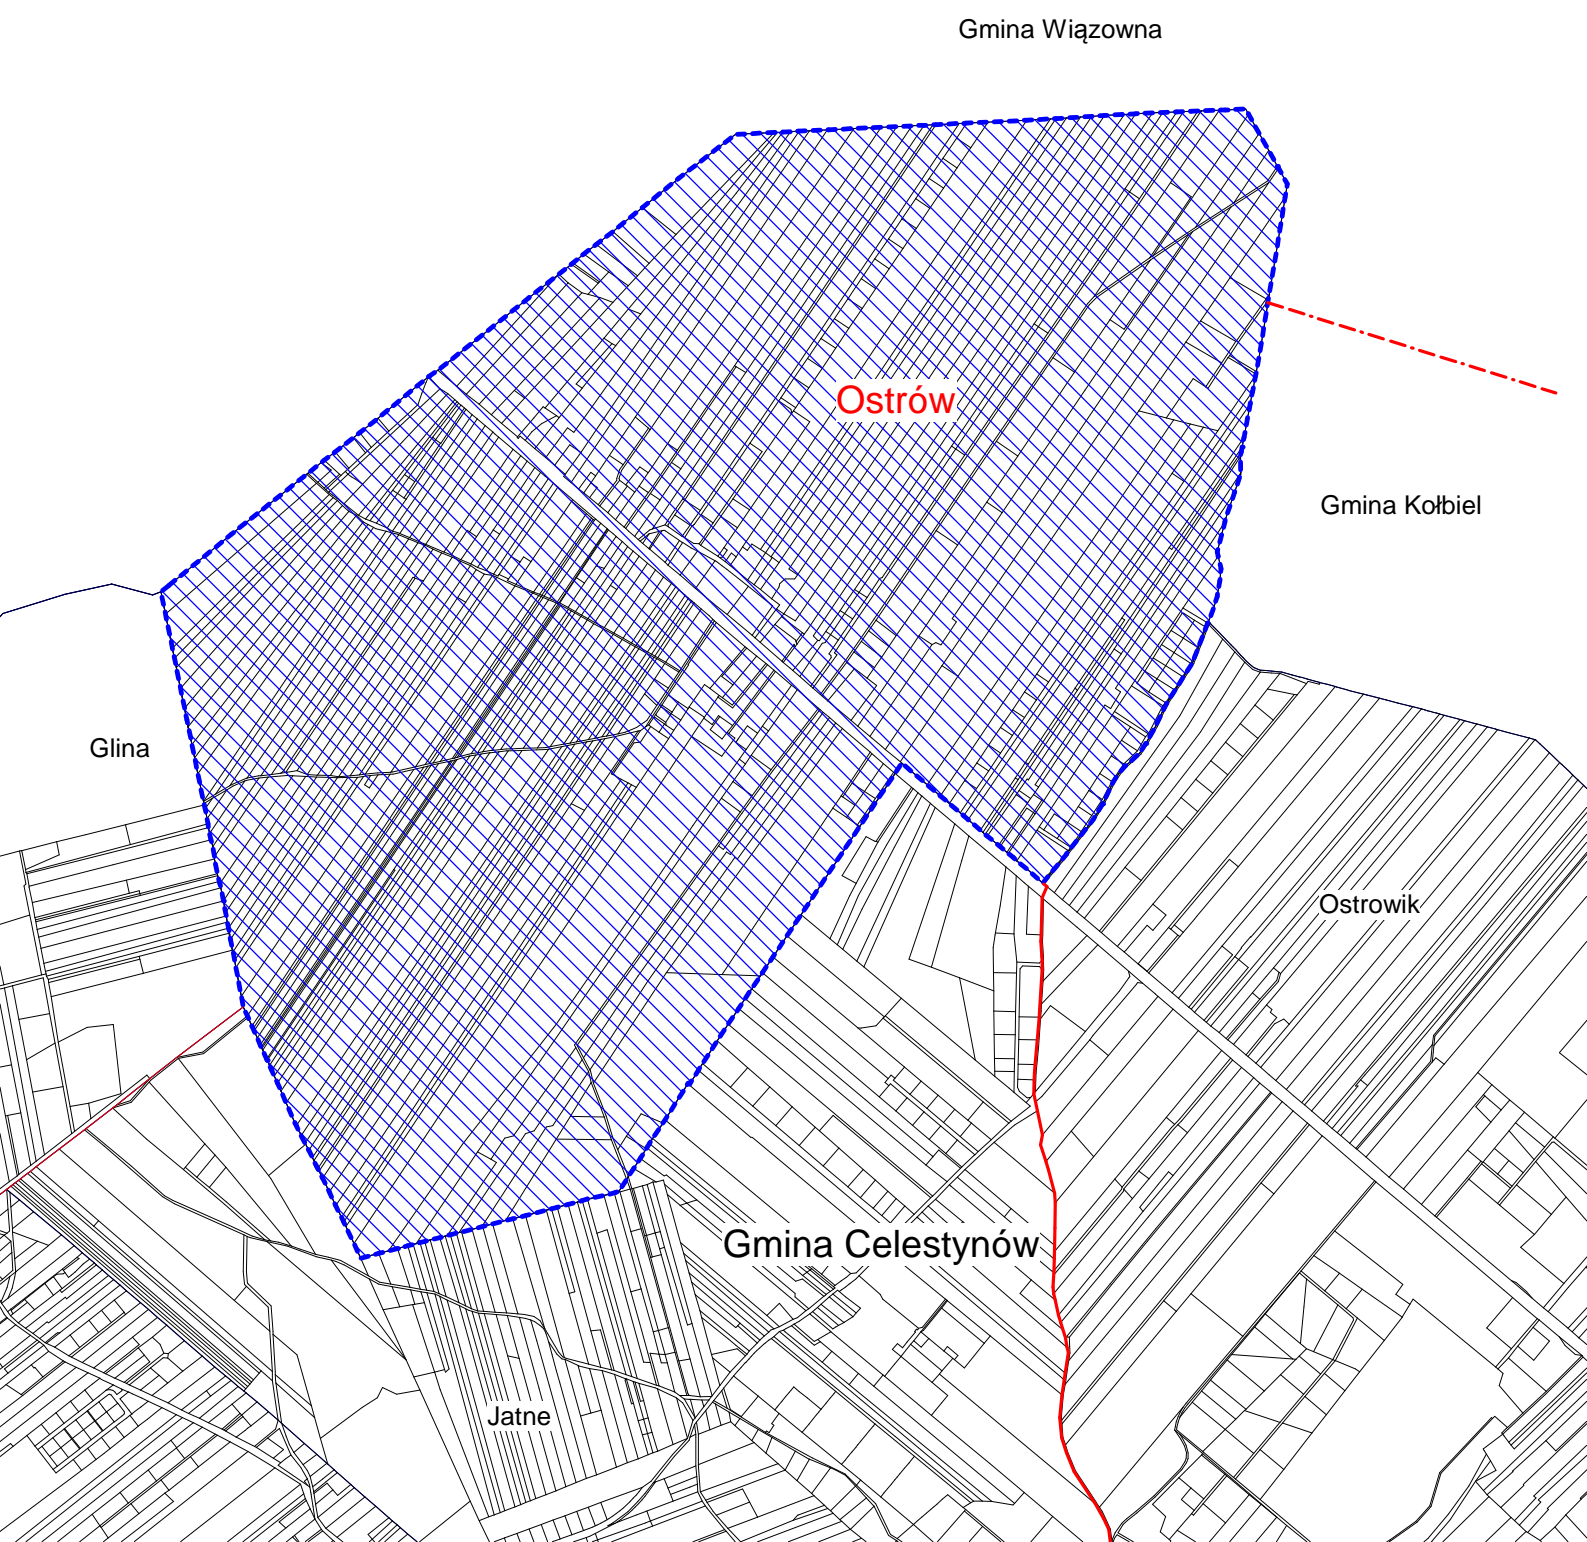 Gmina Wiązowna
Ostrów
Gmina Kołbiel
Glina
Ostrowik
Gmina Celestynów
Jatne